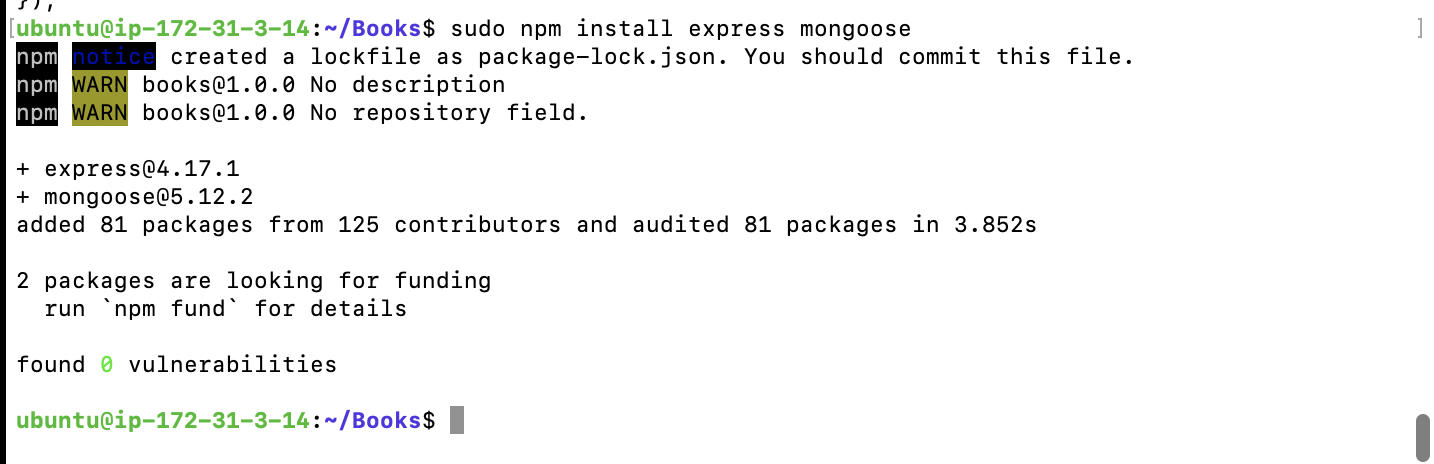 });
[ubuntu@ip-172-31-3-14:~/Books$ sudo npm install express mongoose ]
npm notice created a lockfile as package-lock.json. You should commit this file.
npm WARN books@1.0.0 No description
npm WARN books@1.0.0 No repository field.
+ express@4.17.1
+ mongoose@5.12.2
added 81 packages from 125 contributors and audited 81 packages in 3.852s
2 packages are looking for funding
  run `npm fund` for details
found 0 vulnerabilities
ubuntu@ip-172-31-3-14:~/Books$